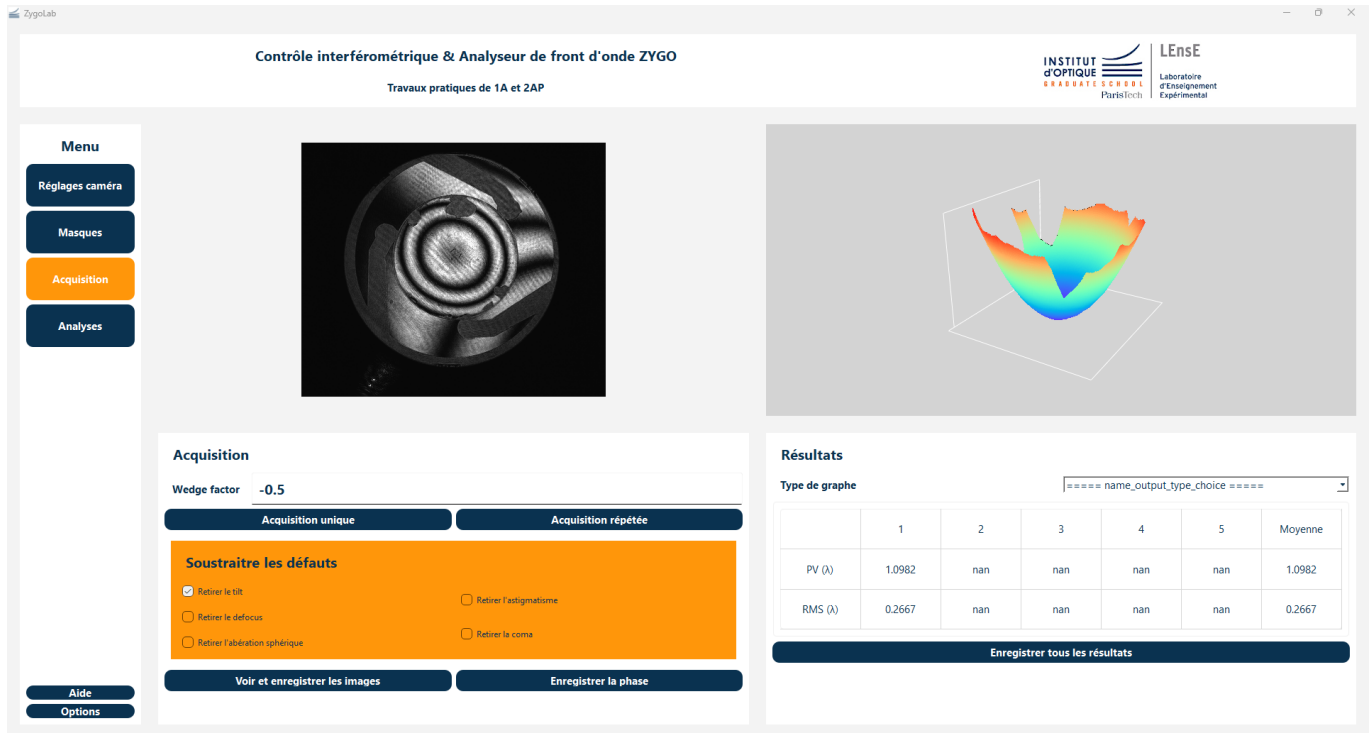 ZygoLab
Contrôle interférométrique & Analyseur de front d'onde ZYGO
Travaux pratiques de 1A et 2AP
INSTITUT
d'OPTIQUE
GRADUATE SCHOOL
ParisTech
LEnsE
Laboratoire
d'Enseignement
Expérimental
Menu
Réglages caméra
Masques
Acquisition
Analyses
Aide
Options
Acquisition
Wedge factor -0.5
Acquisition unique Acquisition répétée
Soustraitre les défauts
Retirer le tilt
Retirer le defocus
Retirer l'abération sphérique
Retirer l'astigmatisme
Retirer la coma
Voir et enregistrer les images Enregistrer la phase
Résultats
Type de graphe ===== name_output_type_choice =====
1 2 3 4 5 Moyenne
PV (λ) 1.0982 nan nan nan nan 1.0982
RMS (λ) 0.2667 nan nan nan nan 0.2667
Enregistrer tous les résultats